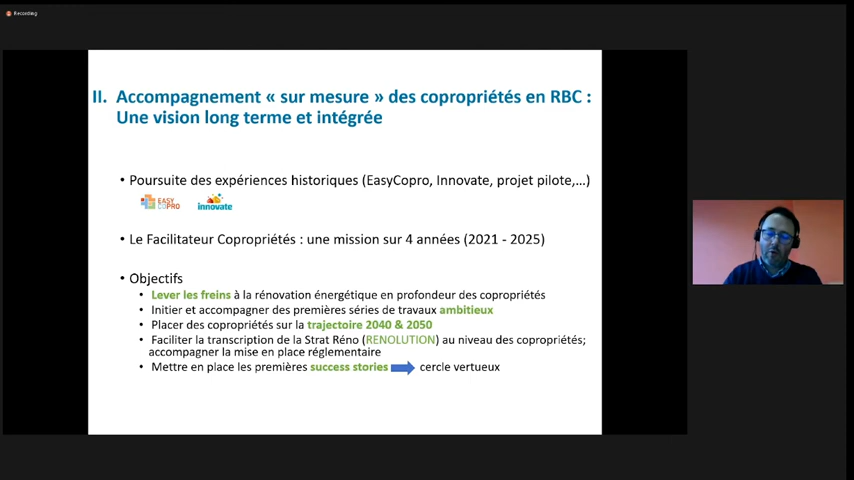 Recording
II. Accompagnement « sur mesure » des copropriétés en RBC :
Une vision long terme et intégrée
• Poursuite des expériences historiques (EasyCopro, Innovate, projet pilote,…)
EASY
COPRO
innovate
• Le Facilitateur Copropriétés : une mission sur 4 années (2021 - 2025)
• Objectifs
• Lever les freins à la rénovation énergétique en profondeur des copropriétés
• Initier et accompagner des premières séries de travaux ambitieux
• Placer des copropriétés sur la trajectoire 2040 & 2050
• Faciliter la transcription de la Strat Réno (RENOLUTION) au niveau des copropriétés;
accompagner la mise en place réglementaire
• Mettre en place les premières success stories cercle vertueux